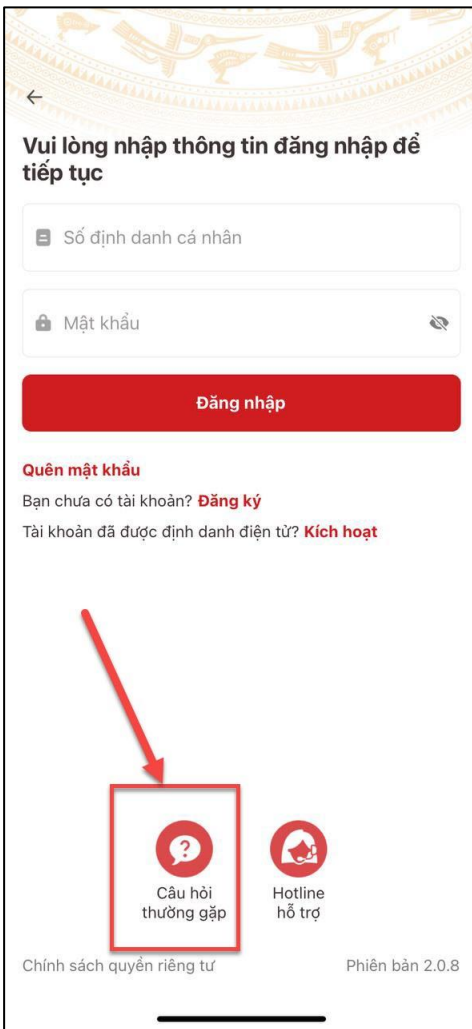 Vui lòng nhập thông tin đăng nhập để
tiếp tục
Số định danh cá nhân
Mật khẩu
Đăng nhập
Quên mật khẩu
Bạn chưa có tài khoản? Đăng ký
Tài khoản đã được định danh điện tử? Kích hoạt
?
Câu hỏi
thường gặp
Hotline
hỗ trợ
Chính sách quyền riêng tư
Phiên bản 2.0.8